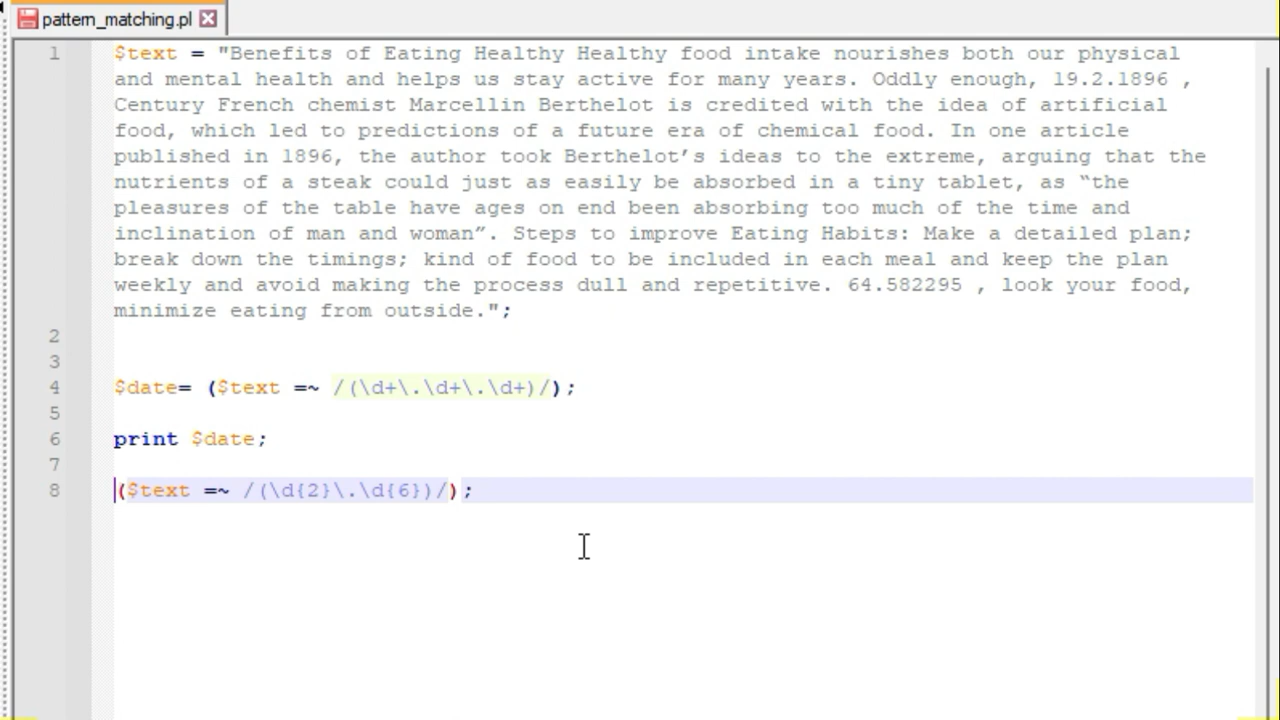 pattern_matching.pl
1 $text = "Benefits of Eating Healthy Healthy food intake nourishes both our physical
and mental health and helps us stay active for many years. Oddly enough, 19.2.1896 ,
Century French chemist Marcellin Berthelot is credited with the idea of artificial
food, which led to predictions of a future era of chemical food. In one article
published in 1896, the author took Berthelot’s ideas to the extreme, arguing that the
nutrients of a steak could just as easily be absorbed in a tiny tablet, as “the
pleasures of the table have ages on end been absorbing too much of the time and
inclination of man and woman”. Steps to improve Eating Habits: Make a detailed plan;
break down the timings; kind of food to be included in each meal and keep the plan
weekly and avoid making the process dull and repetitive. 64.582295 , look your food,
minimize eating from outside.";
2
3
4 $date= ($text =~ /(\d+\.\d+\.\d+)/);
5
6 print $date;
7
8 ($text =~ /(\d{2}\.\d{6})/);